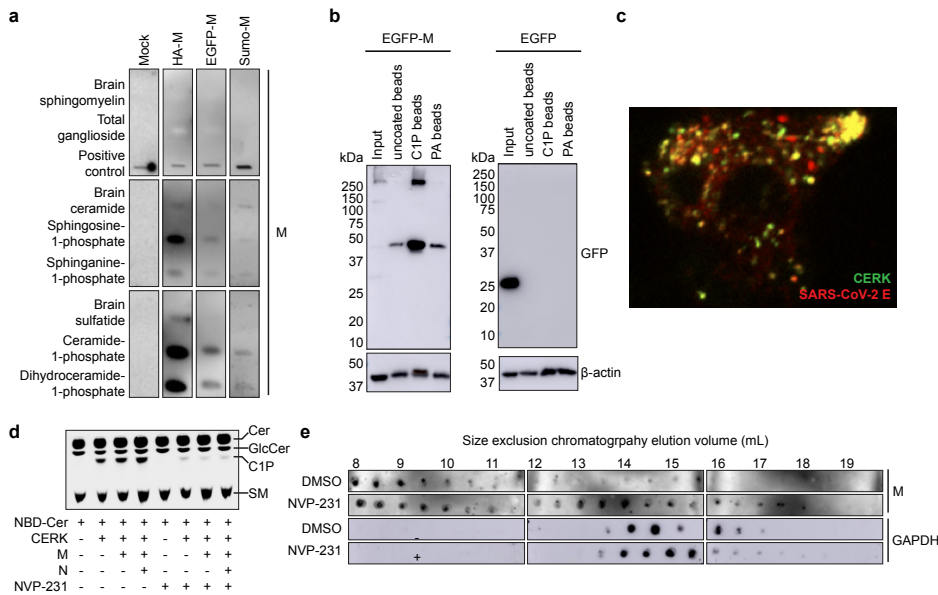 a
Mock
HA-M
EGFP-M
Sumo-M
Brain
sphingomyelin
Total
ganglioside
Positive
control
Brain
ceramide
Sphingosine-
1-phosphate
Sphinganine-
1-phosphate
Brain
sulfatide
Ceramide-
1-phosphate
Dihydroceramide-
1-phosphate
M
b
EGFP-M
EGFP
Input
uncoated beads
C1P beads
PA beads
Input
uncoated beads
C1P beads
PA beads
kDa
250
150
100
75
50
37
25
20
10
50
37
kDa
250
150
100
75
50
37
25
20
10
50
37
GFP
β-actin
c
CERK
SARS-CoV-2 E
d
Cer
GlcCer
C1P
SM
NBD-Cer + + + + + + + +
CERK - + + + - + + +
M - - + + - - + +
N - - - + - - - +
NVP-231 - - - - + + + +
e
Size exclusion chromatogrpahy elution volume (mL)
8 9 10 11 12 13 14 15 16 17 18 19
DMSO
NVP-231
M
DMSO -
NVP-231 +
GAPDH